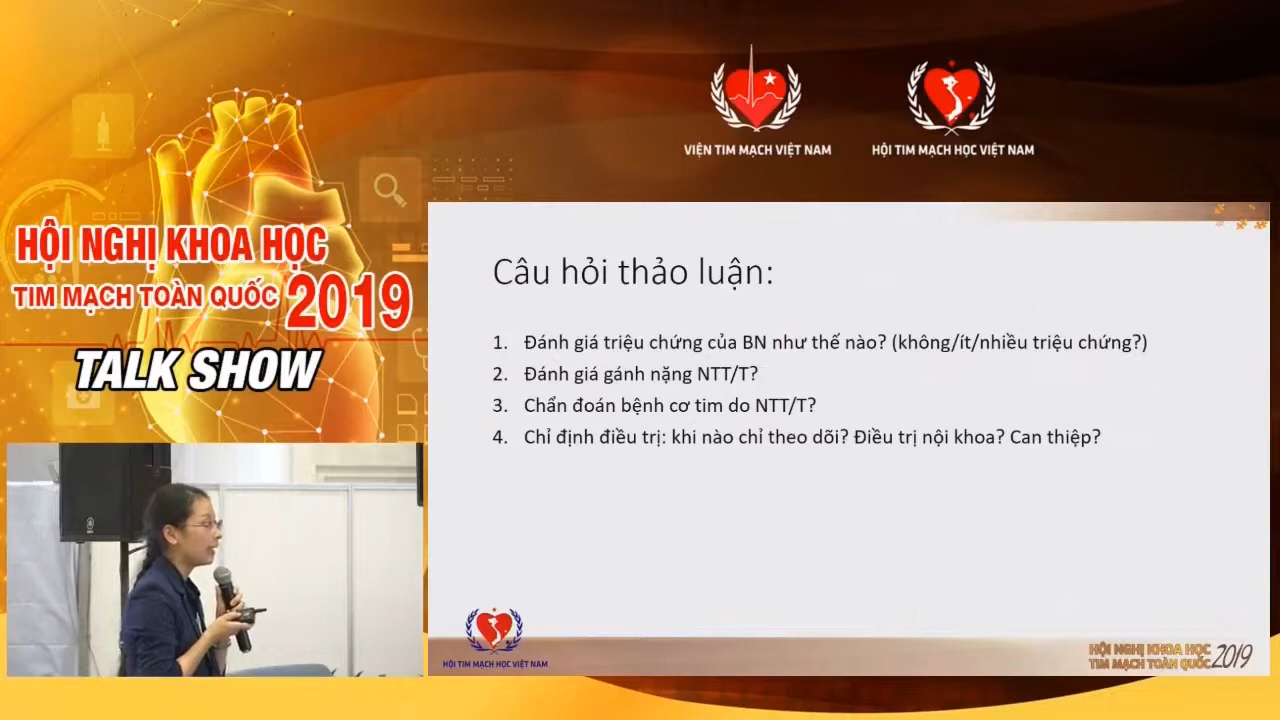 VIỆN TIM MẠCH VIỆT NAM
HỘI TIM MẠCH HỌC VIỆT NAM
HỘI NGHỊ KHOA HỌC
TIM MẠCH TOÀN QUỐC 2019
TALK SHOW
Câu hỏi thảo luận:
1. Đánh giá triệu chứng của BN như thế nào? (không/ít/nhiều triệu chứng?)
2. Đánh giá gánh nặng NTT/T?
3. Chẩn đoán bệnh cơ tim do NTT/T?
4. Chỉ định điều trị: khi nào chỉ theo dõi? Điều trị nội khoa? Can thiệp?
HỘI TIM MẠCH HỌC VIỆT NAM
HỘI NGHỊ KHOA HỌC
TIM MẠCH TOÀN QUỐC 2019